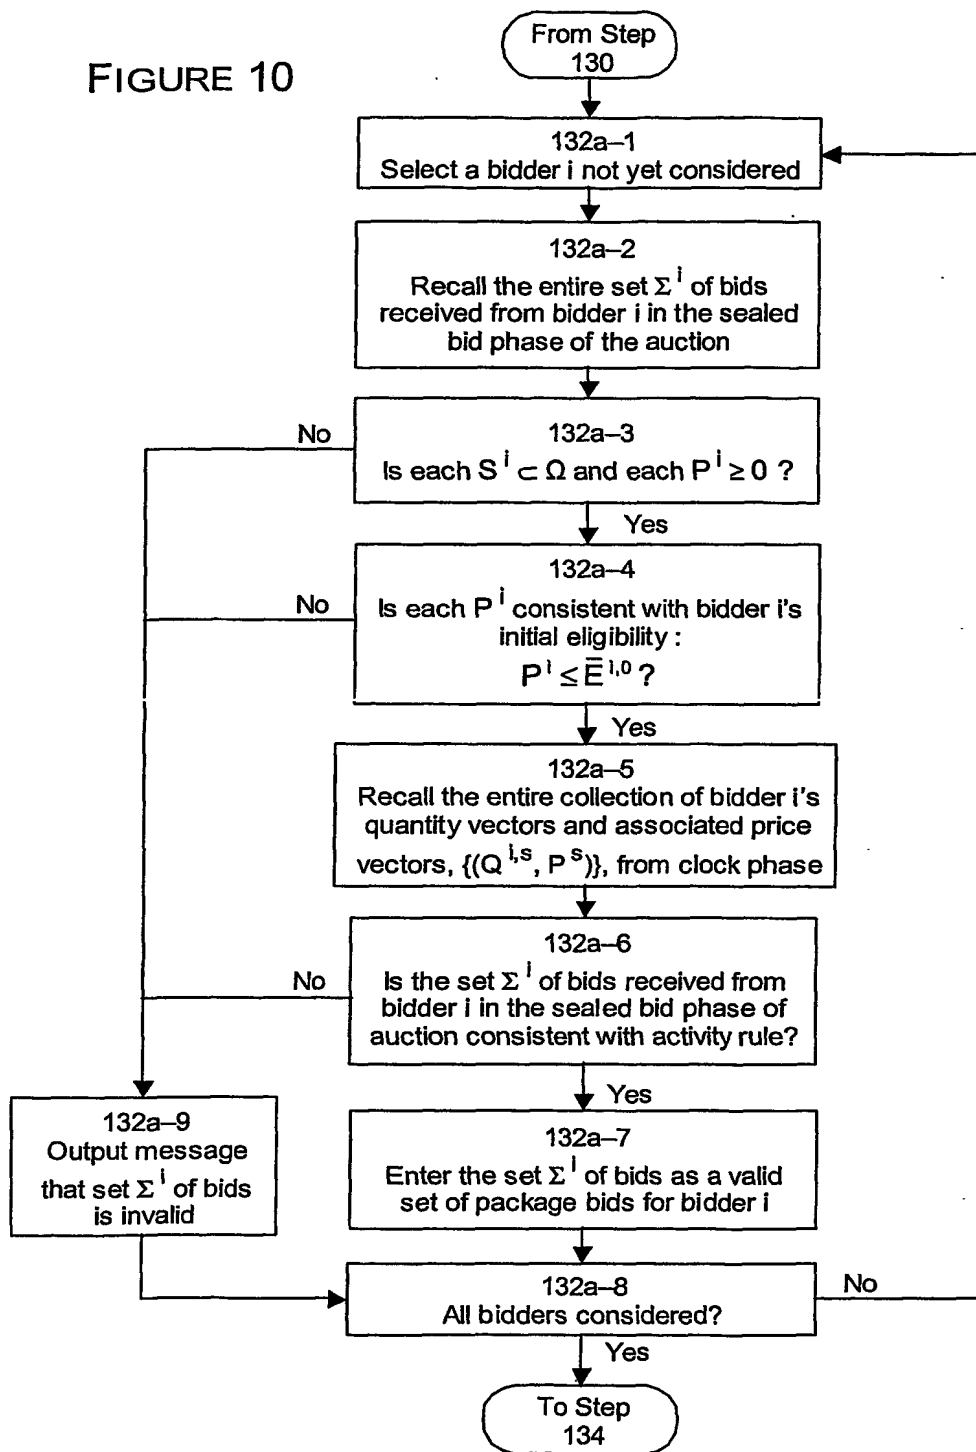 FIGURE 10
From Step
130
132a–1
Select a bidder i not yet considered
132a–2
Recall the entire set Σ^i of bids
received from bidder i in the sealed
bid phase of the auction
132a–3
Is each S^i ⊂ Ω and each P^i ≥ 0 ?
No
Yes
132a–4
Is each P^i consistent with bidder i's
initial eligibility :
P^i ≤ Ē^i,0 ?
No
Yes
132a–5
Recall the entire collection of bidder i's
quantity vectors and associated price
vectors, {(Q^i,s, P^s)}, from clock phase
132a–6
Is the set Σ^i of bids received from
bidder i in the sealed bid phase of
auction consistent with activity rule?
No
Yes
132a–7
Enter the set Σ^i of bids as a valid
set of package bids for bidder i
132a–9
Output message
that set Σ^i of bids
is invalid
132a–8
All bidders considered?
No
Yes
To Step
134